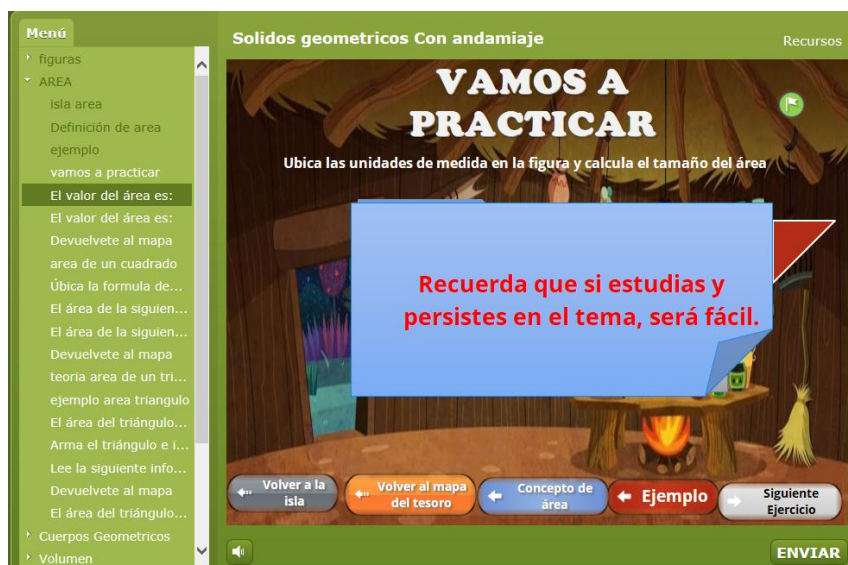 Menú
figuras
AREA
isla area
Definición de area
ejemplo
vamos a practicar
El valor del área es:
El valor del área es:
Devuelvete al mapa
area de un cuadrado
Úbica la formula de...
El área de la siguien...
El área de la siguien...
Devuelvete al mapa
teoria area de un tri...
ejemplo area triangulo
El área del triángulo...
Arma el triángulo e i...
Lee la siguiente info...
Devuelvete al mapa
El área del triángulo...
Cuerpos Geometricos
Volumen
Solidos geometricos Con andamiaje
Recursos
VAMOS A
PRACTICAR
Ubica las unidades de medida en la figura y calcula el tamaño del área
Recuerda que si estudias y
persistes en el tema, será fácil.
Volver a la
isla
Volver al mapa
del tesoro
Concepto de
área
Ejemplo
Siguiente
Ejercicio
ENVIAR